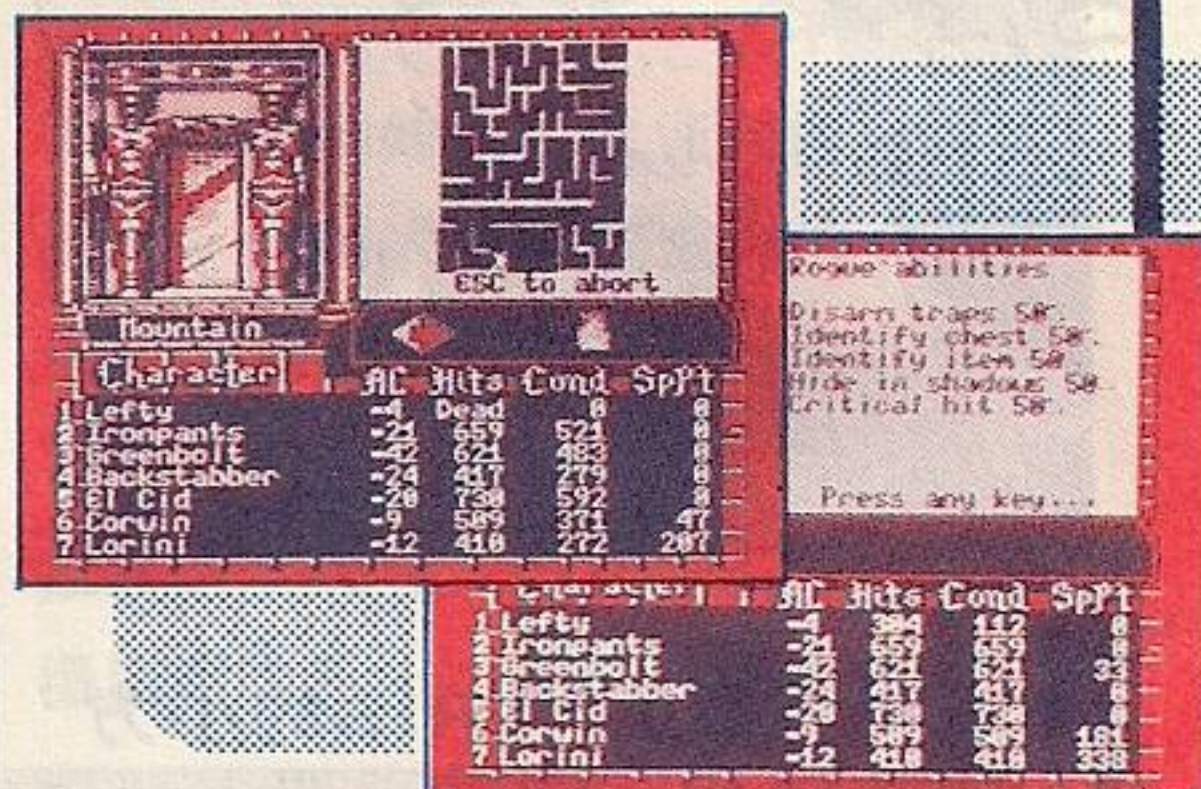 ESC to abort
Mountain
Character AC Hits Cond SpPt
1 Lefty -4 Dead 0 0
2 Ironpants -21 659 521 0
3 Greenbolt -42 621 483 0
4 Backstabber -24 417 279 0
5 El Cid -20 730 592 0
6 Corwin -9 509 371 47
7 Lorini -12 410 272 207
Rogue abilities
Disarm traps 50%.
Identify chest 50%.
Identify item 50%.
Hide in shadows 50%.
Critical hit 50%.
Press any key...
Character AC Hits Cond SpPt
1 Lefty -4 304 112 0
2 Ironpants -21 659 659 0
3 Greenbolt -42 621 621 33
4 Backstabber -24 417 417 0
5 El Cid -20 730 730 0
6 Corwin -9 509 509 181
7 Lorini -12 410 410 338